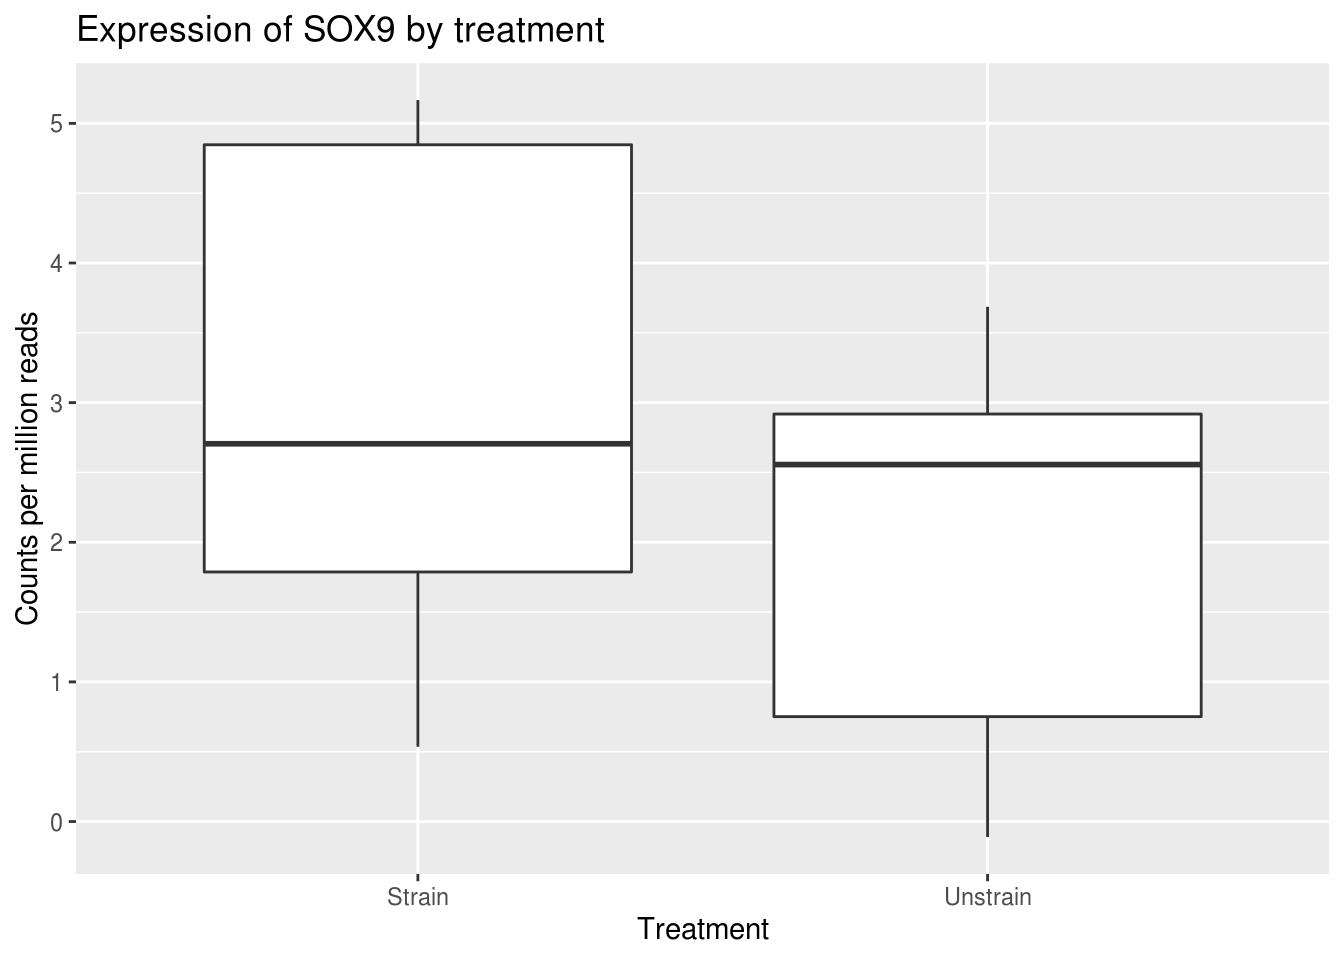 Expression of SOX9 by treatment
Counts per million reads
5
4
3
2
1
0
Strain
Unstrain
Treatment